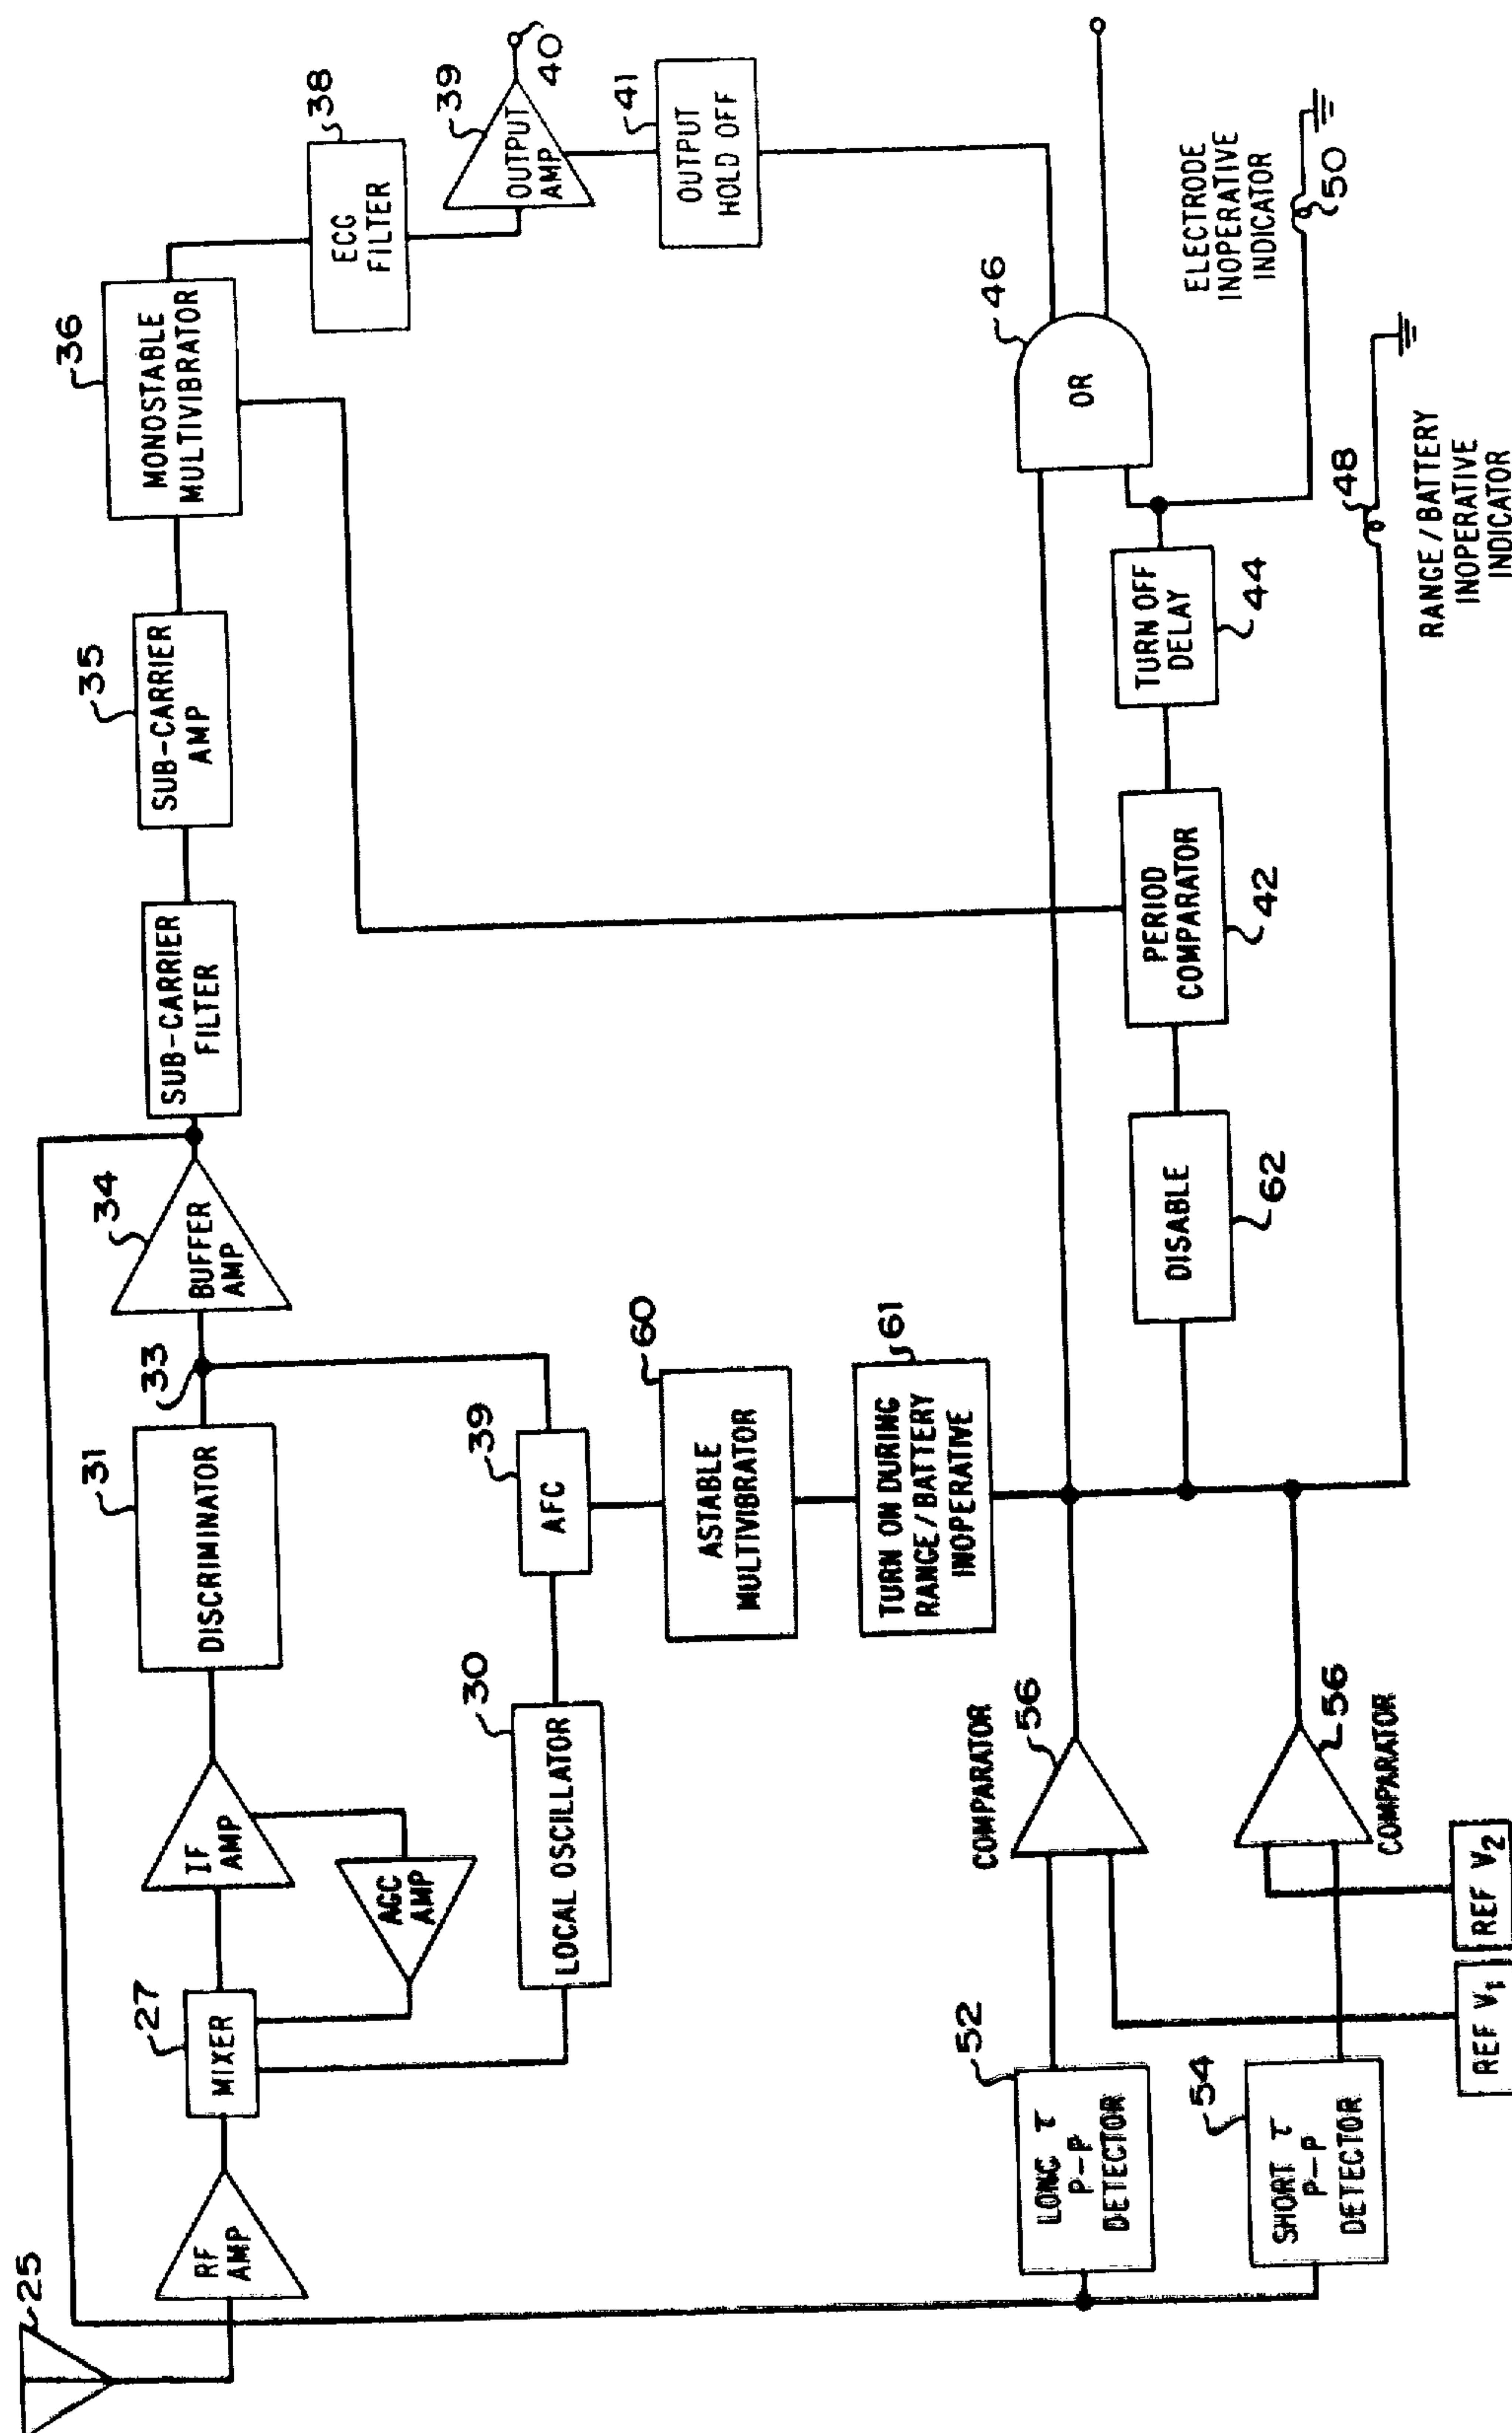 25
RF
AMP
27
MIXER
IF
AMP
AGC
AMP
31
DISCRIMINATOR
33
34
BUFFER
AMP
SUB-CARRIER
FILTER
35
SUB-CARRIER
AMP
36
MONOSTABLE
MULTIVIBRATOR
38
ECG
FILTER
39
OUTPUT
AMP
40
41
OUTPUT
HOLD OFF
30
LOCAL OSCILLATOR
39
AFC
60
ASTABLE
MULTIVIBRATOR
61
TURN ON DURING
RANGE/BATTERY
INOPERATIVE
52
LONG τ
P-P
DETECTOR
54
SHORT τ
P-P
DETECTOR
COMPARATOR
56
56
COMPARATOR
REF V1
REF V2
DISABLE
62
PERIOD
COMPARATOR
42
TURN OFF
DELAY
44
46
OR
ELECTRODE
INOPERATIVE
INDICATOR
50
48
RANGE/BATTERY
INOPERATIVE
INDICATOR